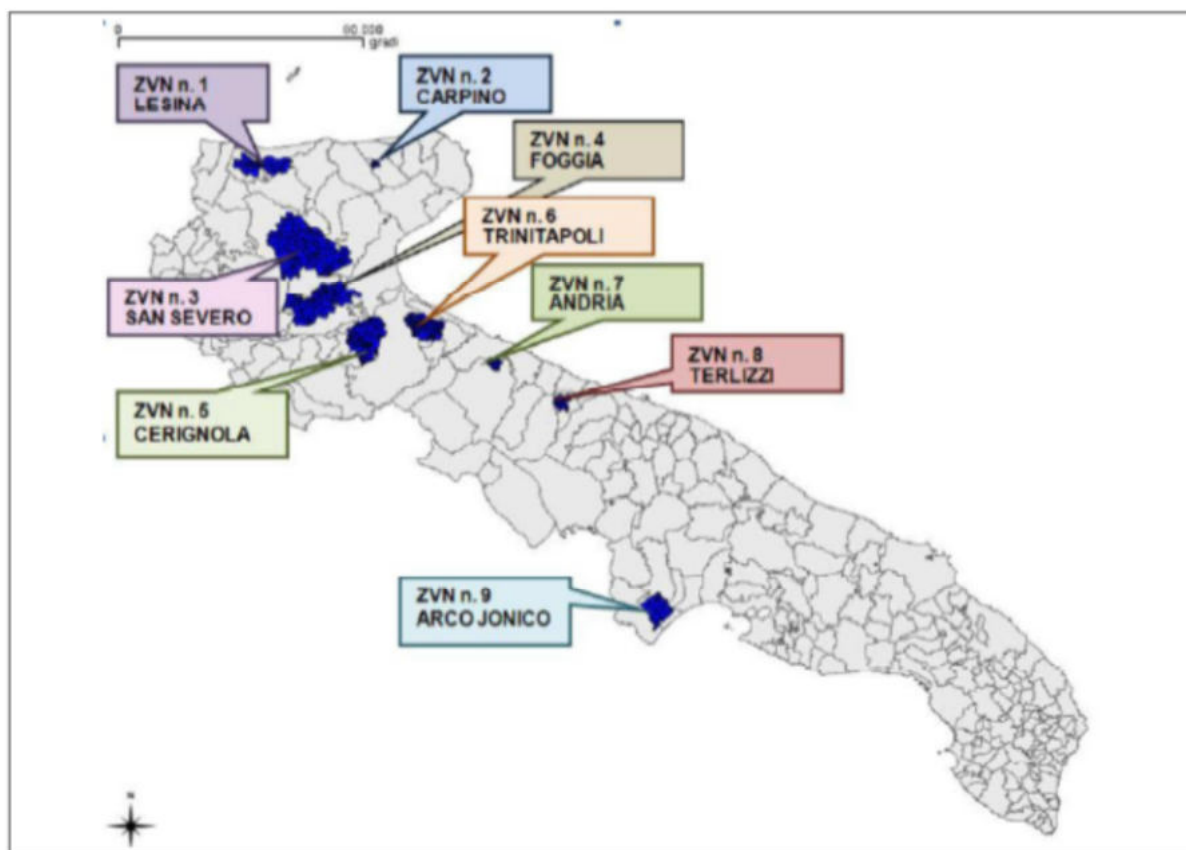 0
gradi
ZVN n. 1
LESINA
ZVN n. 2
CARPINO
ZVN n. 4
FOGGIA
ZVN n. 6
TRINITAPOLI
ZVN n. 3
SAN SEVERO
ZVN n. 7
ANDRIA
ZVN n. 8
TERLIZZI
ZVN n. 5
CERIGNOLA
ZVN n. 9
ARCO JONICO
N